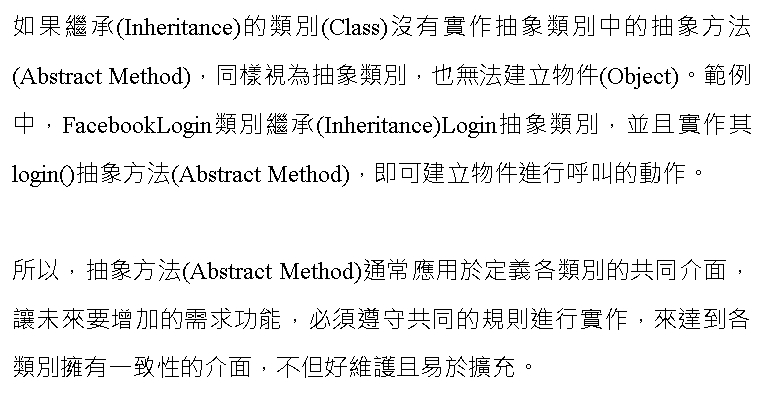 如果繼承(Inheritance)的類別(Class)沒有實作抽象類別中的抽象方法
(Abstract Method)，同樣視為抽象類別，也無法建立物件(Object)。範例
中，FacebookLogin類別繼承(Inheritance)Login抽象類別，並且實作其
login()抽象方法(Abstract Method)，即可建立物件進行呼叫的動作。
所以，抽象方法(Abstract Method)通常應用於定義各類別的共同介面，
讓未來要增加的需求功能，必須遵守共同的規則進行實作，來達到各
類別擁有一致性的介面，不但好維護且易於擴充。